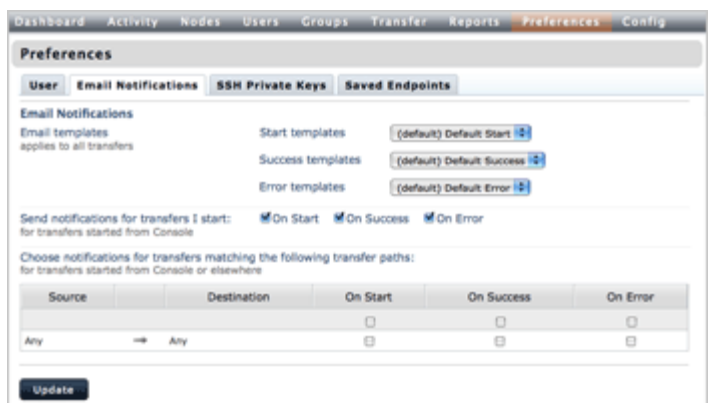 Dashboard Activity Nodes Users Groups Transfer Reports Preferences Config
Preferences
User Email Notifications SSH Private Keys Saved Endpoints
Email Notifications
Email templates
applies to all transfers
Start templates (default) Default Start
Success templates (default) Default Success
Error templates (default) Default Error
Send notifications for transfers I start: On Start On Success On Error
for transfers started from Console
Choose notifications for transfers matching the following transfer paths:
for transfers started from Console or elsewhere
Source Destination On Start On Success On Error
Any ⇒ Any
Update